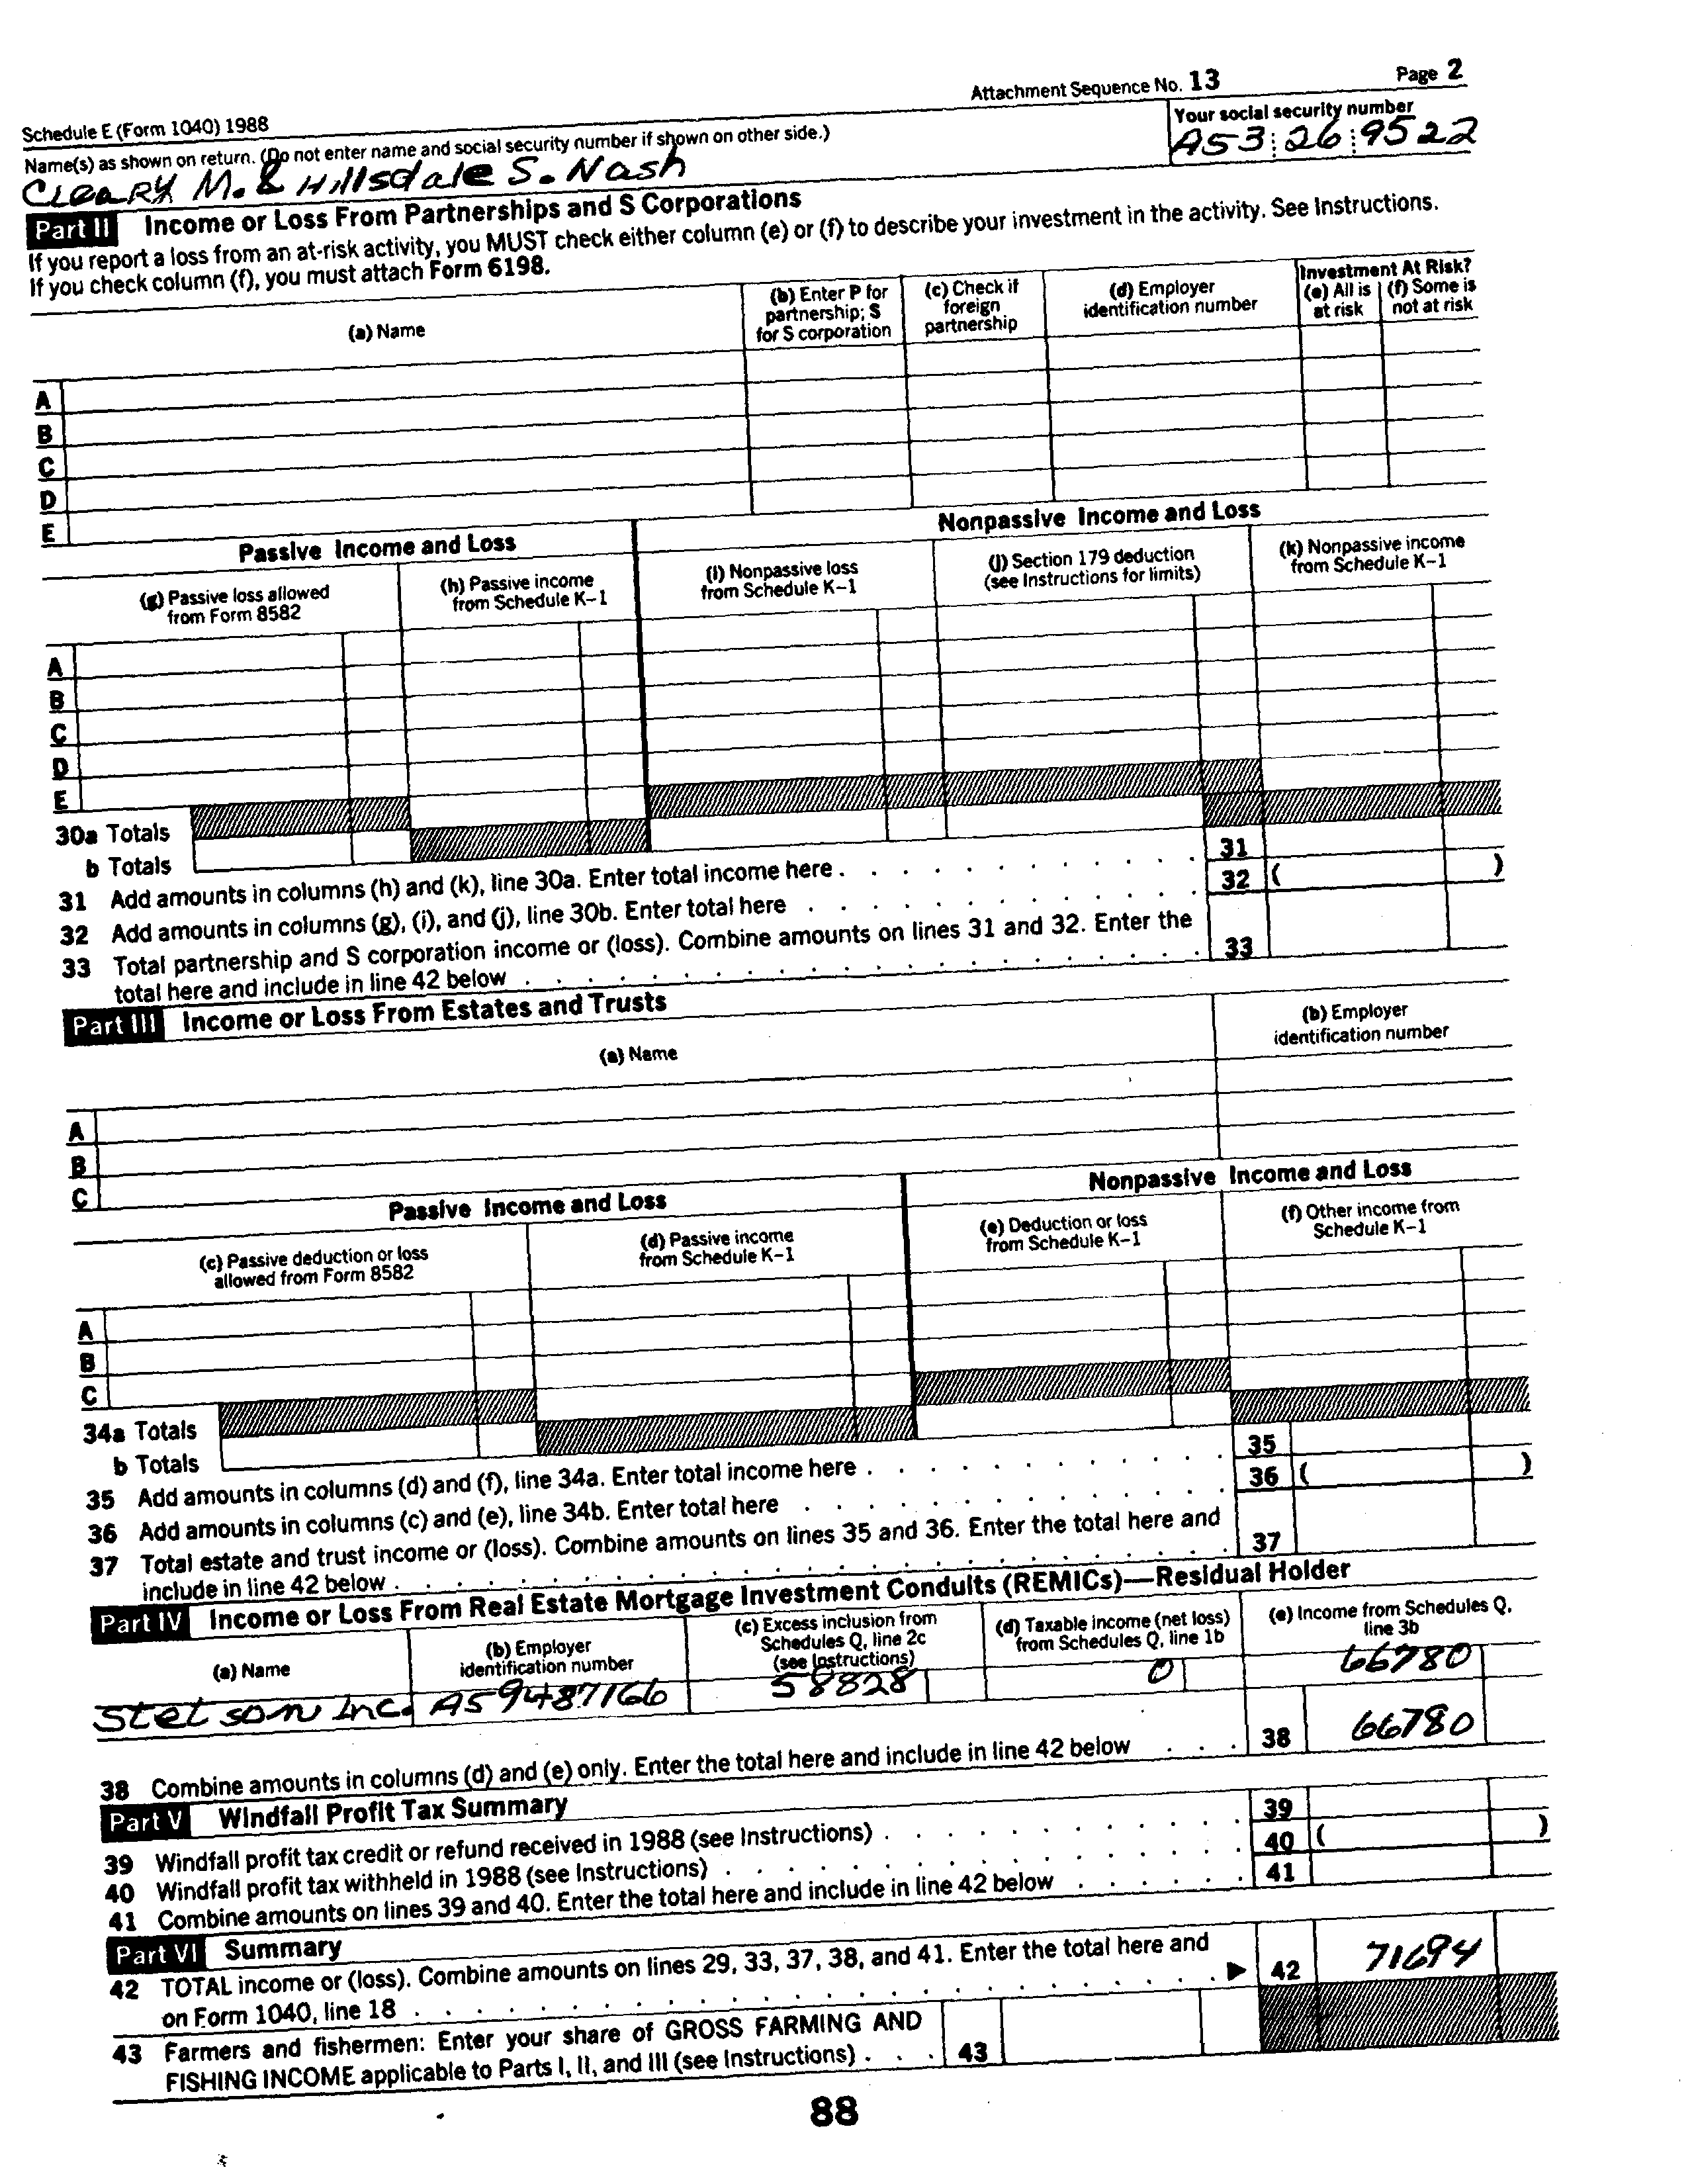 Attachment Sequence No. 13 Page 2
Schedule E (Form 1040) 1988
Name(s) as shown on return. (Do not enter name and social security number if shown on other side.)
Your social security number
CLEARY M. & Hillsdale S. Nash
A53 26 9522
Part II Income or Loss From Partnerships and S Corporations
If you report a loss from an at-risk activity, you MUST check either column (e) or (f) to describe your investment in the activity. See Instructions.
If you check column (f), you must attach Form 6198.
(a) Name
(b) Enter P for partnership; S for S corporation
(c) Check if foreign partnership
(d) Employer identification number
Investment At Risk?
(e) All is at risk
(f) Some is not at risk
A
B
C
D
E
Passive Income and Loss
Nonpassive Income and Loss
(g) Passive loss allowed from Form 8582
(h) Passive income from Schedule K–1
(i) Nonpassive loss from Schedule K–1
(j) Section 179 deduction (see Instructions for limits)
(k) Nonpassive income from Schedule K–1
A
B
C
D
E
30a Totals
b Totals
31 Add amounts in columns (h) and (k), line 30a. Enter total income here . . . . . . . . . . . 31
32 Add amounts in columns (g), (i), and (j), line 30b. Enter total here . . . . . . . . . . . . 32 ( )
33 Total partnership and S corporation income or (loss). Combine amounts on lines 31 and 32. Enter the
total here and include in line 42 below . . . . . . . . . . . . . . . . . . . . . . 33
Part III Income or Loss From Estates and Trusts
(a) Name
(b) Employer identification number
A
B
C
Passive Income and Loss
Nonpassive Income and Loss
(c) Passive deduction or loss allowed from Form 8582
(d) Passive income from Schedule K–1
(e) Deduction or loss from Schedule K–1
(f) Other income from Schedule K–1
A
B
C
34a Totals
b Totals
35 Add amounts in columns (d) and (f), line 34a. Enter total income here . . . . . . . . . . . 35
36 Add amounts in columns (c) and (e), line 34b. Enter total here . . . . . . . . . . . . . 36 ( )
37 Total estate and trust income or (loss). Combine amounts on lines 35 and 36. Enter the total here and
include in line 42 below . . . . . . . . . . . . . . . . . . . . . . . . . . 37
Part IV Income or Loss From Real Estate Mortgage Investment Conduits (REMICs)—Residual Holder
(a) Name
(b) Employer identification number
(c) Excess inclusion from Schedules Q, line 2c (see Instructions)
(d) Taxable income (net loss) from Schedules Q, line 1b
(e) Income from Schedules Q, line 3b
Stetson Inc. A59487166 58828 0 66780
38 Combine amounts in columns (d) and (e) only. Enter the total here and include in line 42 below . . . 38 66780
Part V Windfall Profit Tax Summary
39 Windfall profit tax credit or refund received in 1988 (see Instructions) . . . . . . . . . . . 39
40 Windfall profit tax withheld in 1988 (see Instructions) . . . . . . . . . . . . . . . . 40 ( )
41 Combine amounts on lines 39 and 40. Enter the total here and include in line 42 below . . . . . . 41
Part VI Summary
42 TOTAL income or (loss). Combine amounts on lines 29, 33, 37, 38, and 41. Enter the total here and
on Form 1040, line 18 . . . . . . . . . . . . . . . . . . . . . . . . . . ▶ 42 71694
43 Farmers and fishermen: Enter your share of GROSS FARMING AND
FISHING INCOME applicable to Parts I, II, and III (see Instructions) . . . 43
88